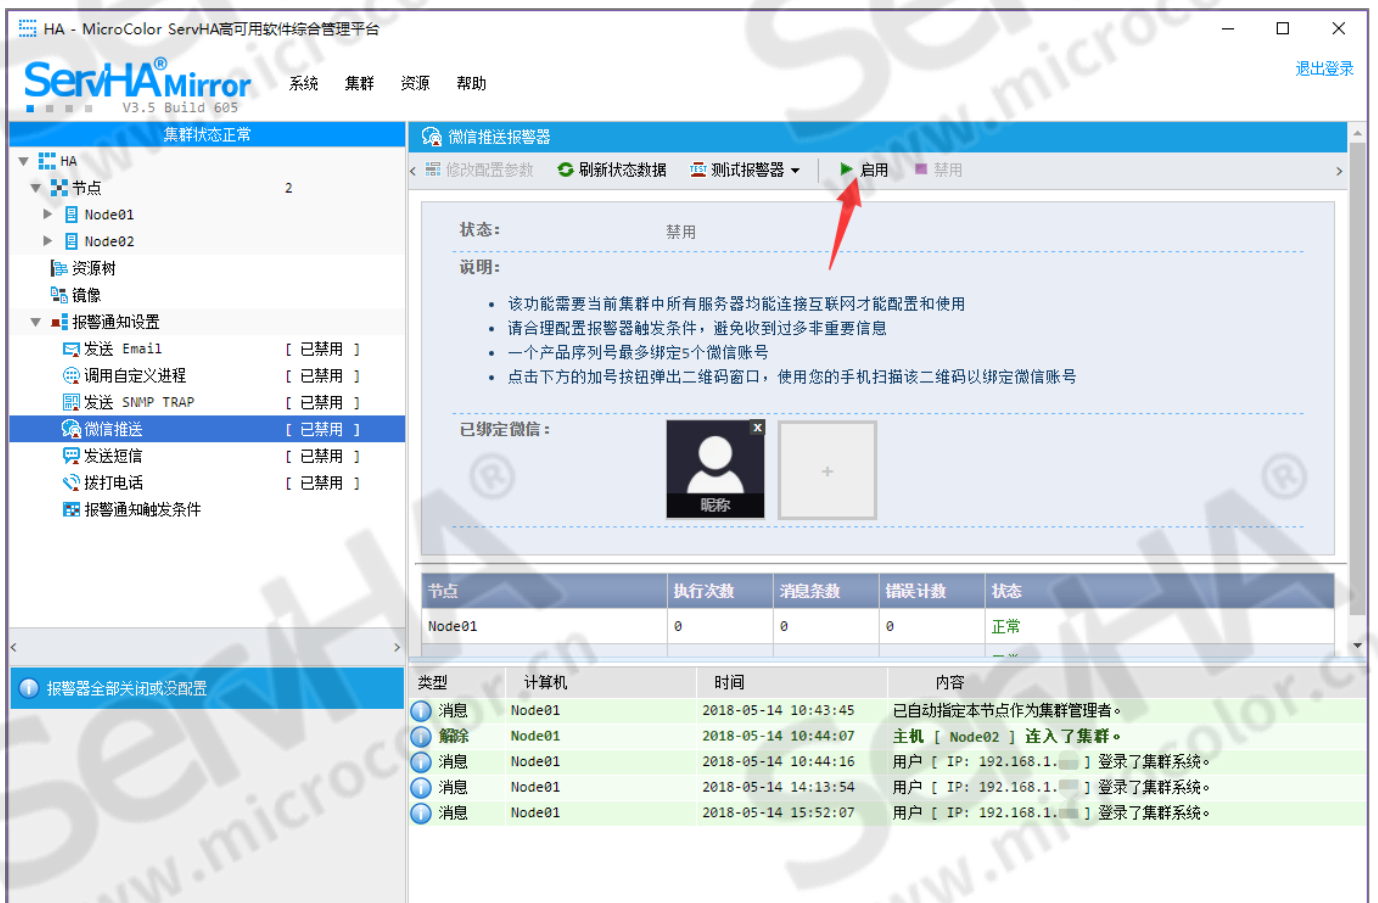 HA - MicroColor ServHA高可用软件综合管理平台
ServHA® Mirror
V3.5 Build 605
系统 集群 资源 帮助
退出登录
集群状态正常
HA
节点 2
Node01
Node02
资源树
镜像
报警通知设置
发送 Email [ 已禁用 ]
调用自定义进程 [ 已禁用 ]
发送 SNMP TRAP [ 已禁用 ]
微信推送 [ 已禁用 ]
发送短信 [ 已禁用 ]
拨打电话 [ 已禁用 ]
报警通知触发条件
报警器全部关闭或没配置
微信推送报警器
修改配置参数 刷新状态数据 TEST 测试报警器 启用 禁用
状态: 禁用
说明:
• 该功能需要当前集群中所有服务器均能连接互联网才能配置和使用
• 请合理配置报警器触发条件，避免收到过多非重要信息
• 一个产品序列号最多绑定5个微信账号
• 点击下方的加号按钮弹出二维码窗口，使用您的手机扫描该二维码以绑定微信账号
已绑定微信: x +
昵称
节点 执行次数 消息条数 错误计数 状态
Node01 0 0 0 正常
类型 计算机 时间 内容
消息 Node01 2018-05-14 10:43:45 已自动指定本节点作为集群管理者。
解除 Node01 2018-05-14 10:44:07 主机 [ Node02 ] 连入了集群。
消息 Node01 2018-05-14 10:44:16 用户 [ IP: 192.168.1. ] 登录了集群系统。
消息 Node01 2018-05-14 14:13:54 用户 [ IP: 192.168.1. ] 登录了集群系统。
消息 Node01 2018-05-14 15:52:07 用户 [ IP: 192.168.1. ] 登录了集群系统。
ServHA®
www.microcolor.cn